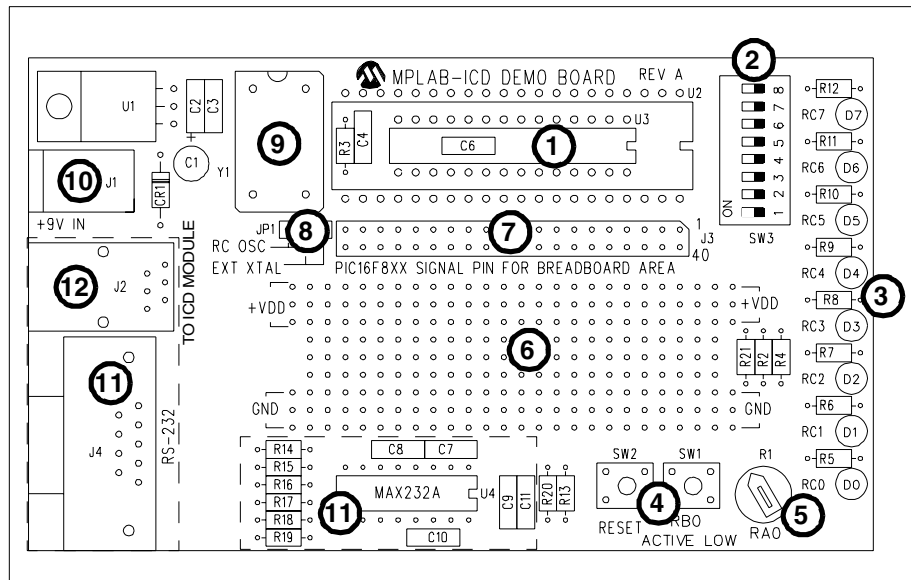 MPLAB-ICD DEMO BOARD REV A
U2
2
ON
8
7
6
5
4
3
2
1
SW3
R12
RC7 D7
R11
RC6 D6
R10
RC5 D5
R9
RC4 D4
R8
3
RC3 D3
R7
RC2 D2
R6
RC1 D1
R5
RC0 D0
U1
C2
C3
+
C1
Y1
9
R3
C4
C6
1
U3
10
J1
CR1
+9V IN
JP1
8
7
1
J3
40
RC OSC
EXT XTAL
PIC16F8XX SIGNAL PIN FOR BREADBOARD AREA
12
J2
TO ICD MODULE
+VDD
+VDD
6
R21
R2
R4
GND
GND
11
J4
RS-232
R14
R15
R16
R17
R18
R19
C8
C7
MAX232A
U4
11
C10
C9
C11
R20
R13
SW2
SW1
4
RESET
RB0
ACTIVE LOW
R1
5
RA0